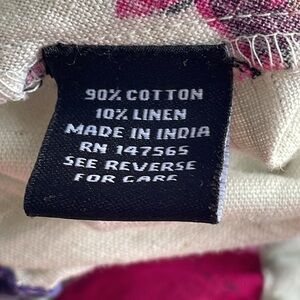 90% COTTON
10% LINEN
MADE IN INDIA
RN 147565
SEE REVERSE
FOR CARE